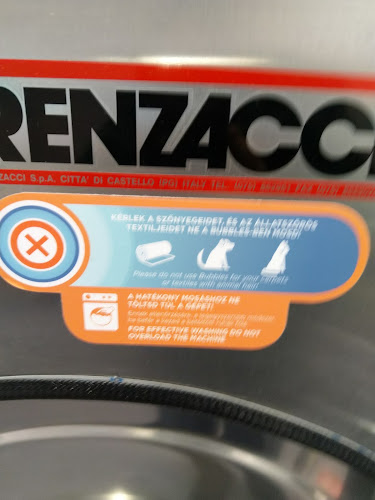 RENZACCI
ZACCI S.p.A. CITTA' DI CASTELLO (PG) ITALY TEL.
KÉRLEK A SZŐNYEGEIDET, ÉS AZ ÁLLATSZŐRÖS
TEXTILJEIDET NE A BUBBLES-BEN MOSD!
Please do not use Bubbles for your carpets
or textiles with animal hair!
A HATÉKONY MOSÁSHOZ NE
TÖLTSD TÚL A GÉPET!
FOR EFFECTIVE WASHING DO NOT
OVERLOAD THE MACHINE